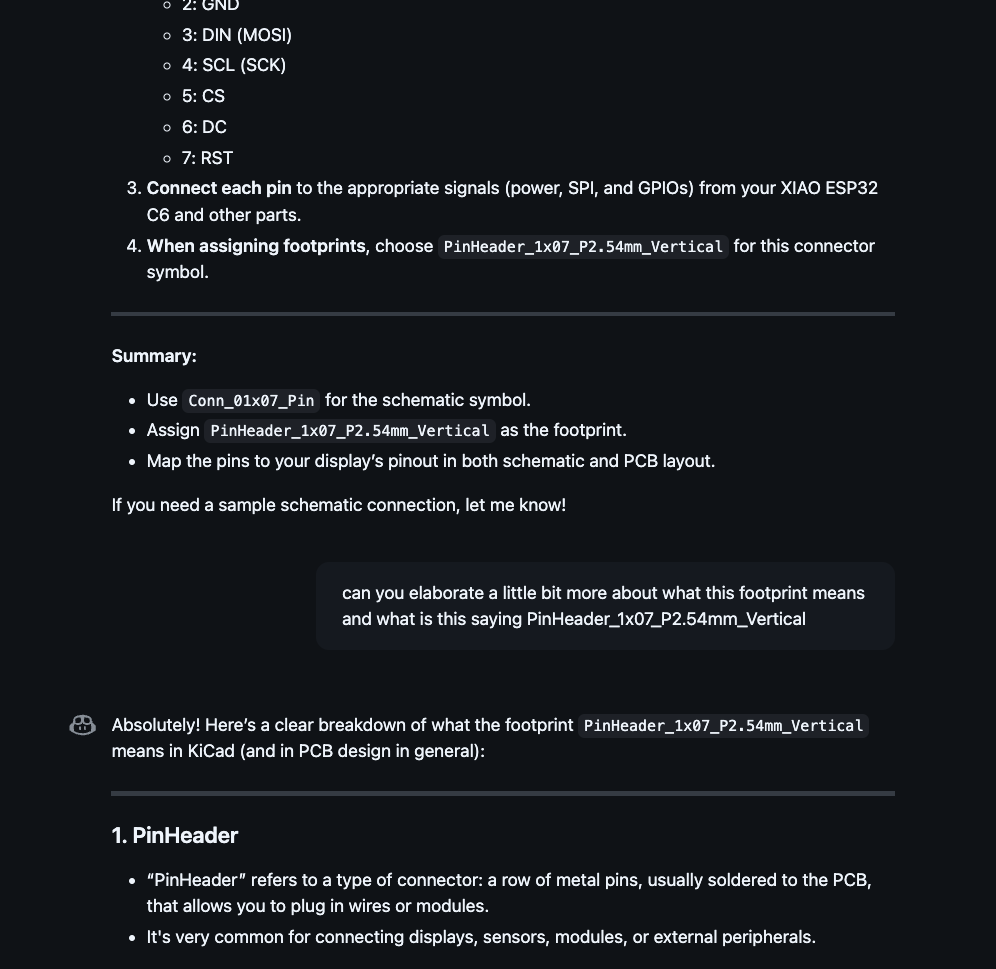 2: GND
3: DIN (MOSI)
4: SCL (SCK)
5: CS
6: DC
7: RST
3. Connect each pin to the appropriate signals (power, SPI, and GPIOs) from your XIAO ESP32
C6 and other parts.
4. When assigning footprints, choose PinHeader_1x07_P2.54mm_Vertical for this connector
symbol.
Summary:
Use Conn_01x07_Pin for the schematic symbol.
Assign PinHeader_1x07_P2.54mm_Vertical as the footprint.
Map the pins to your display’s pinout in both schematic and PCB layout.
If you need a sample schematic connection, let me know!
can you elaborate a little bit more about what this footprint means
and what is this saying PinHeader_1x07_P2.54mm_Vertical
Absolutely! Here’s a clear breakdown of what the footprint PinHeader_1x07_P2.54mm_Vertical
means in KiCad (and in PCB design in general):
1. PinHeader
“PinHeader” refers to a type of connector: a row of metal pins, usually soldered to the PCB,
that allows you to plug in wires or modules.
It's very common for connecting displays, sensors, modules, or external peripherals.